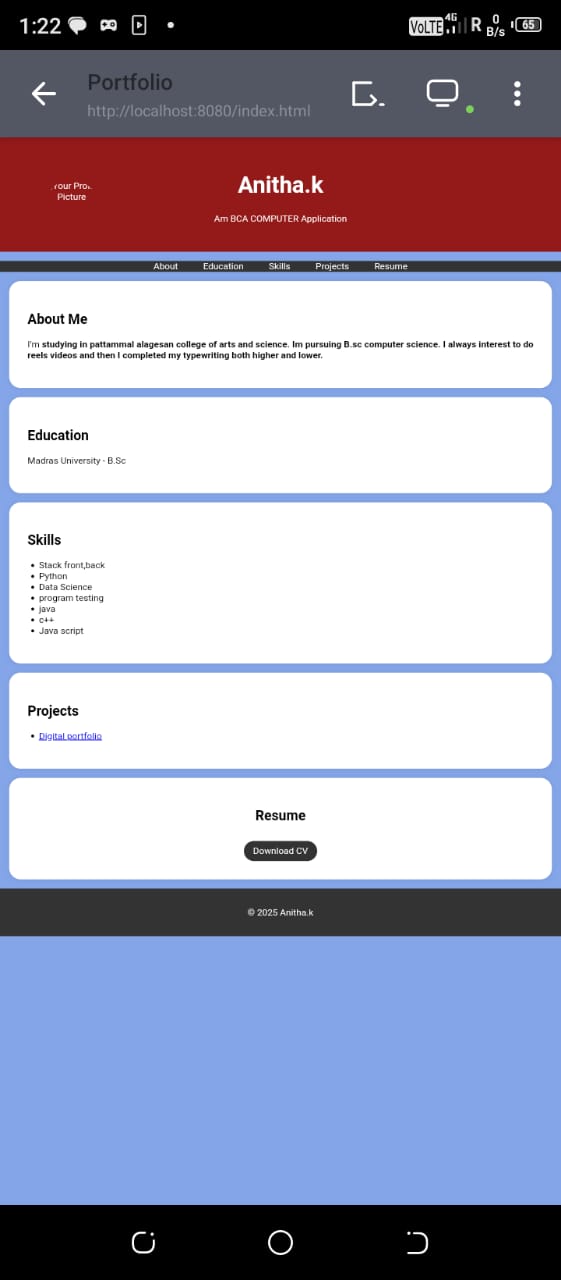 1:22
VoLTE 4G R 0 B/s 65
Portfolio
http://localhost:8080/index.html
Picture
Anitha.k
Am BCA COMPUTER Application
About Education Skills Projects Resume
About Me
I'm studying in pattammal alagesan college of arts and science. Im pursuing B.sc computer science. I always interest to do
reels videos and then I completed my typewriting both higher and lower.
Education
Madras University - B.Sc
Skills
Stack front,back
Python
Data Science
program testing
java
c++
Java script
Projects
Digital portfolio
Resume
Download CV
© 2025 Anitha.k